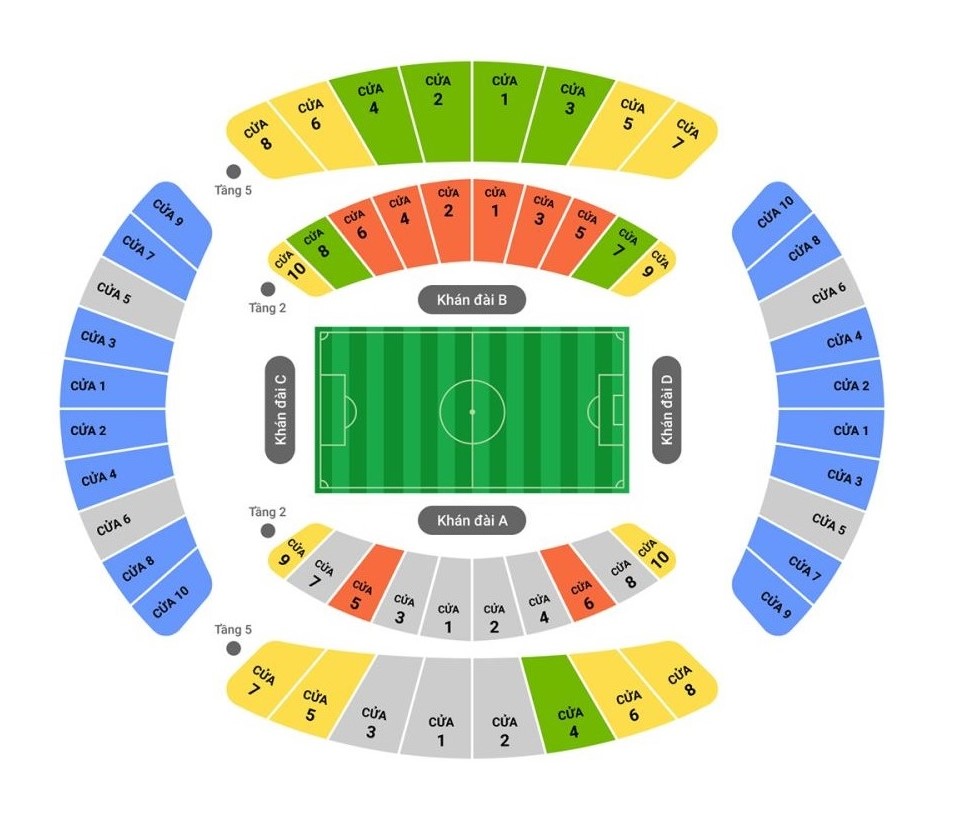 CỬA
8
CỬA
6
CỬA
4
CỬA
2
CỬA
1
CỬA
3
CỬA
5
CỬA
7
Tầng 5
CỬA
10
CỬA
8
CỬA
6
CỬA
4
CỬA
2
CỬA
1
CỬA
3
CỬA
5
CỬA
7
CỬA
9
Tầng 2
Khán đài B
CỬA 9
CỬA 7
CỬA 5
CỬA 3
CỬA 1
CỬA 2
CỬA 4
CỬA 6
CỬA 8
CỬA 10
Khán đài C
Khán đài D
CỬA 10
CỬA 8
CỬA 6
CỬA 4
CỬA 2
CỬA 1
CỬA 3
CỬA 5
CỬA 7
CỬA 9
Khán đài A
Tầng 2
CỬA
9
CỬA
7
CỬA
5
CỬA
3
CỬA
1
CỬA
2
CỬA
4
CỬA
6
CỬA
8
CỬA
10
Tầng 5
CỬA
7
CỬA
5
CỬA
3
CỬA
1
CỬA
2
CỬA
4
CỬA
6
CỬA
8